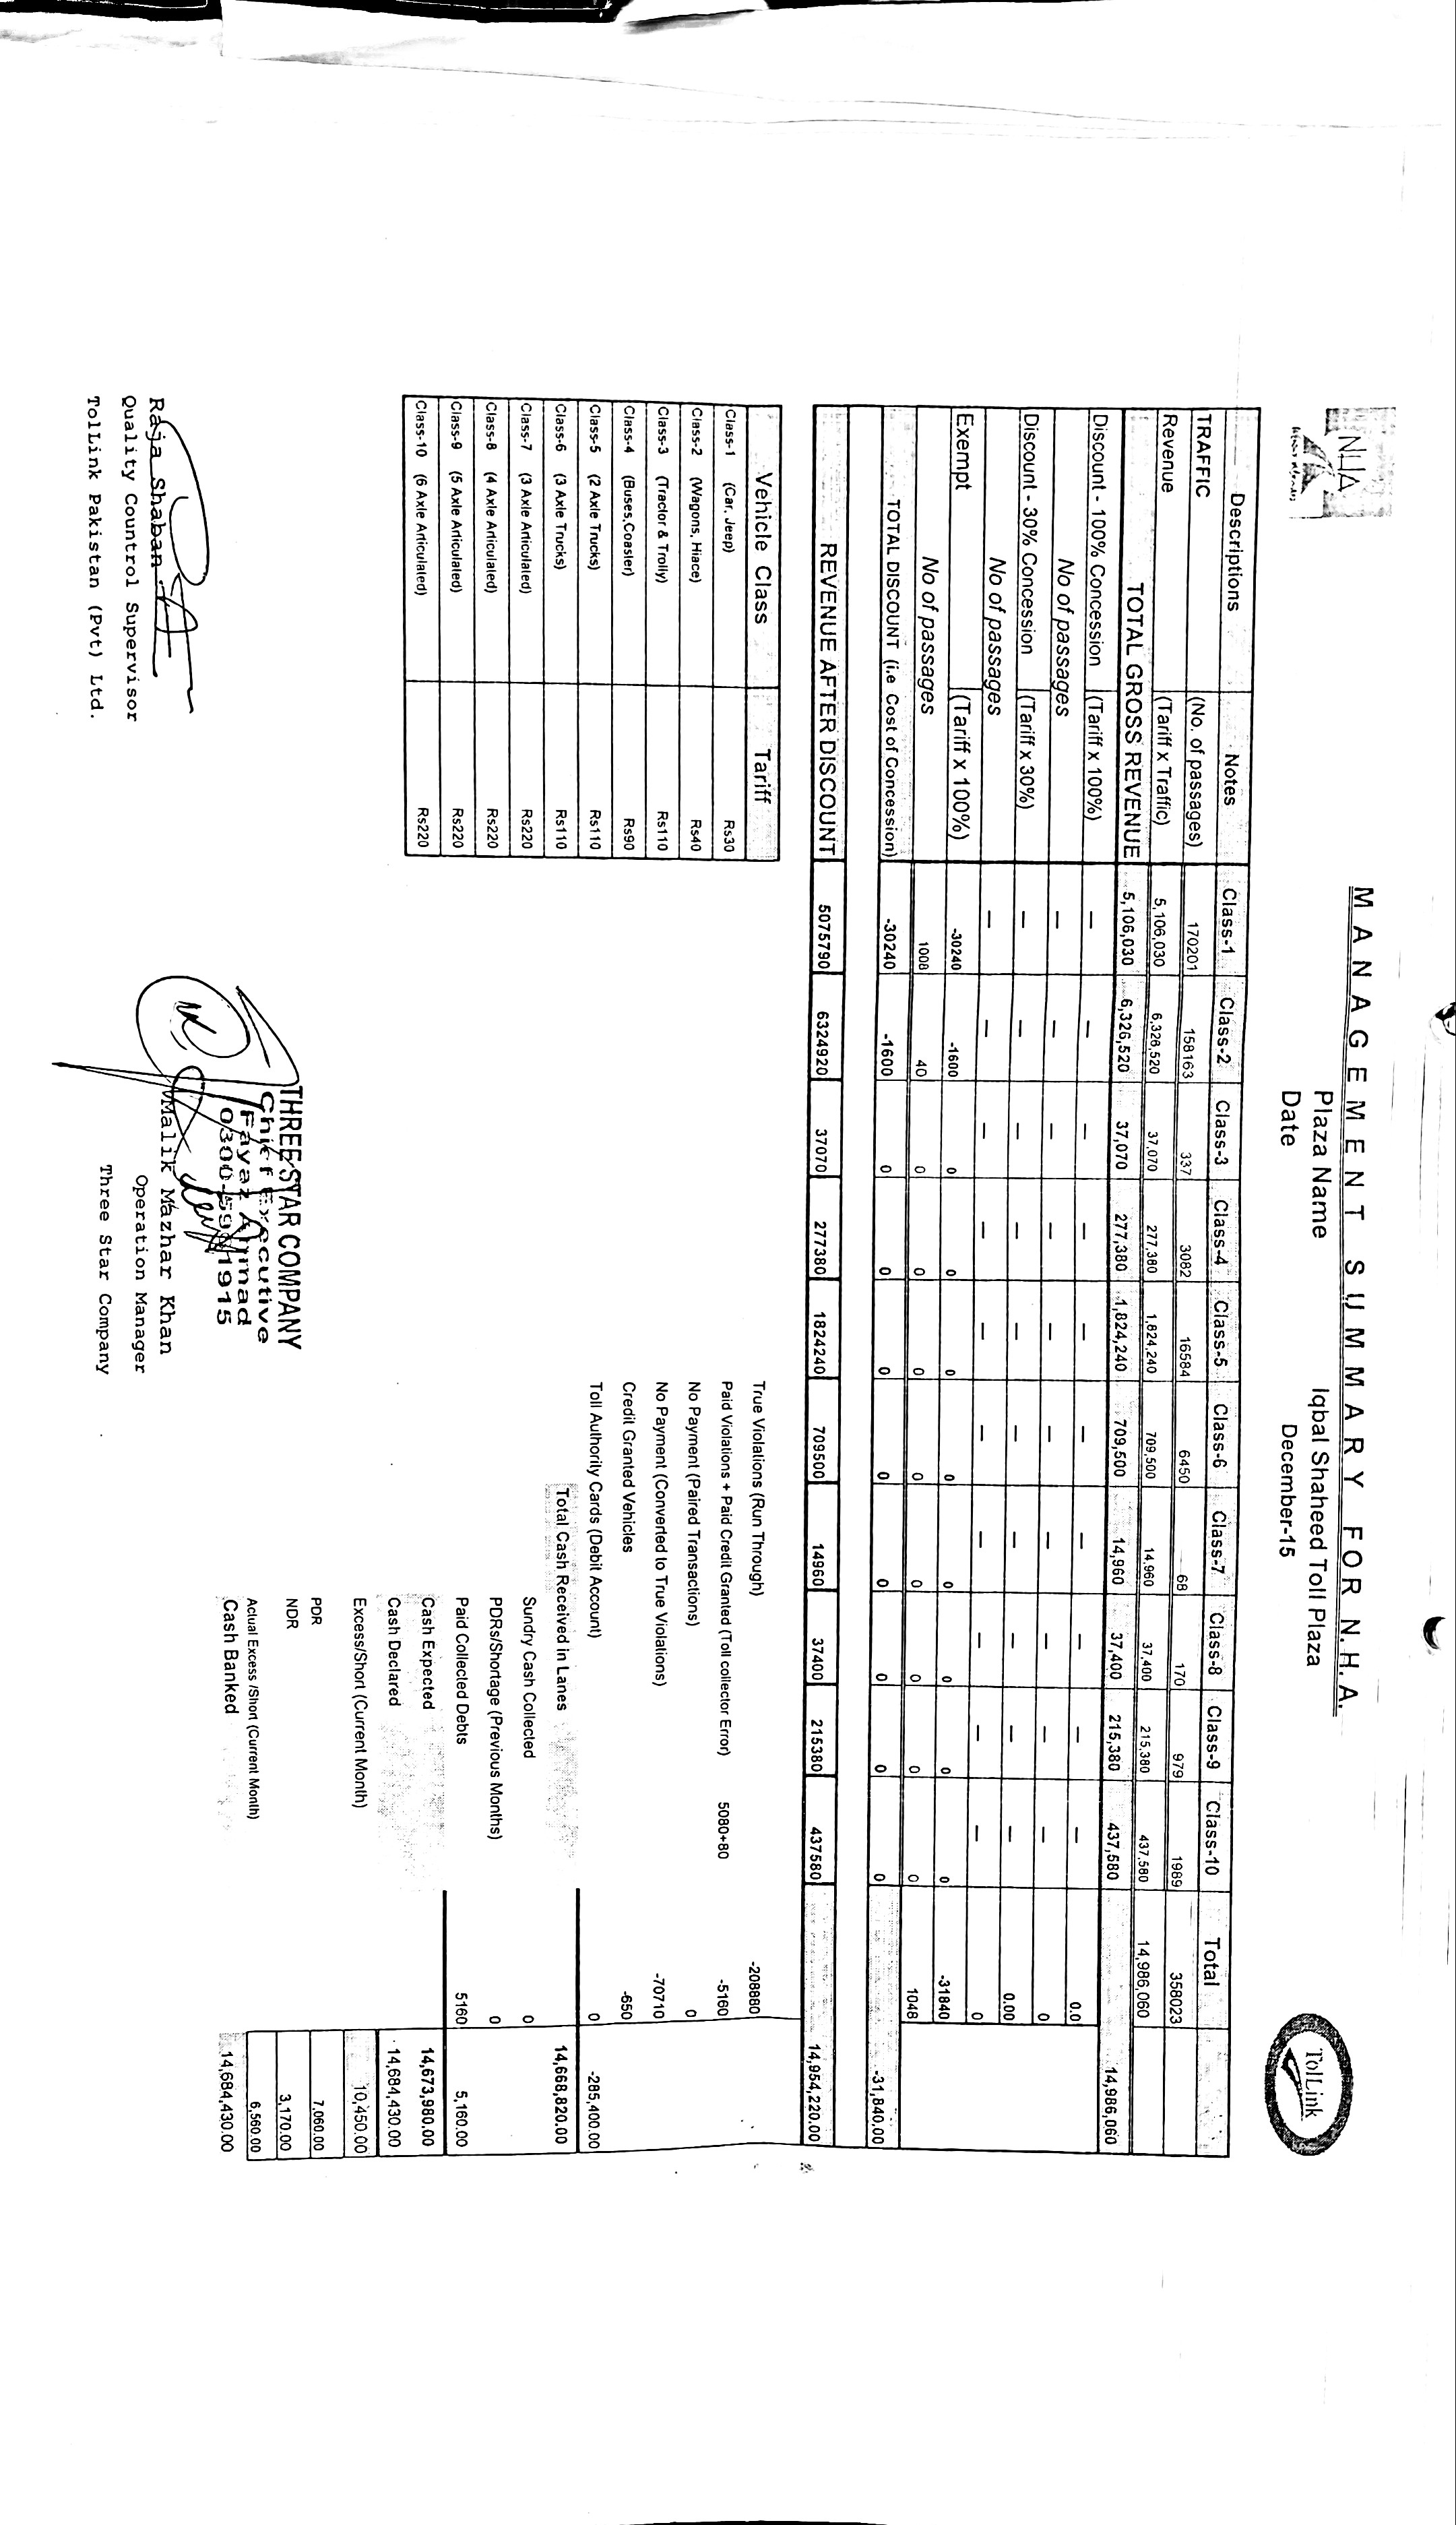 NHA
MANAGEMENT SUMMARY FOR N.H.A.
TolLink
Plaza Name Iqbal Shaheed Toll Plaza
Date December-15
Descriptions Notes Class-1 Class-2 Class-3 Class-4 Class-5 Class-6 Class-7 Class-8 Class-9 Class-10 Total
TRAFFIC (No. of passages) 170201 158163 337 3082 16584 6450 68 170 979 1989 358023
Revenue (Tariff x Traffic) 5,106,030 6,326,520 37,070 277,380 1,824,240 709,500 14,960 37,400 215,380 437,580 14,986,060
TOTAL GROSS REVENUE 5,106,030 6,326,520 37,070 277,380 1,824,240 709,500 14,960 37,400 215,380 437,580 14,986,060
Discount - 100% Concession (Tariff x 100%) – – – – – – – – – – 0.0
No of passages – – – – – – – – – – 0
Discount - 30% Concession (Tariff x 30%) – – – – – – – – – – 0.00
No of passages – – – – – – – – – – 0
Exempt (Tariff x 100%) -30240 -1600 0 0 0 0 0 0 0 0 -31840
No of passages 1008 40 0 0 0 0 0 0 0 0 1048
TOTAL DISCOUNT (i.e Cost of Concession) -30240 -1600 0 0 0 0 0 0 0 0 -31,840.00
REVENUE AFTER DISCOUNT 5075790 6324920 37070 277380 1824240 709500 14960 37400 215380 437580 14,954,220.00
Vehicle Class Tariff
Class-1 (Car, Jeep) Rs30
Class-2 (Wagons, Hiace) Rs40
Class-3 (Tractor & Trolly) Rs110
Class-4 (Buses,Coasler) Rs90
Class-5 (2 Axle Trucks) Rs110
Class-6 (3 Axle Trucks) Rs110
Class-7 (3 Axle Articulated) Rs220
Class-8 (4 Axle Articulated) Rs220
Class-9 (5 Axle Articulated) Rs220
Class-10 (6 Axle Articulated) Rs220
True Violations (Run Through) -208880
Paid Violations + Paid Credit Granted (Toll collector Error) 5080+80 -5160
No Payment (Paired Transactions) 0
No Payment (Converted to True Violations) -70710
Credit Granted Vehicles -650
Toll Authority Cards (Debit Account) 0 -285,400.00
Total Cash Received in Lanes 14,668,820.00
Sundry Cash Collected 0
PDRs/Shortage (Previous Months) 0
Paid Collected Debts 5160 5,160.00
Cash Expected 14,673,980.00
Cash Declared 14,684,430.00
Excess/Short (Current Month) 10,450.00
PDR 7,060.00
NDR 3,170.00
Actual Excess /Short (Current Month) 6,560.00
Cash Banked 14,684,430.00
Raja Shaban
Quality Countrol Supervisor
TolLink Pakistan (Pvt) Ltd.
THREE STAR COMPANY
Chief Executive
Fayaz Ahmad
Malik Mazhar Khan
Operation Manager
Three Star Company